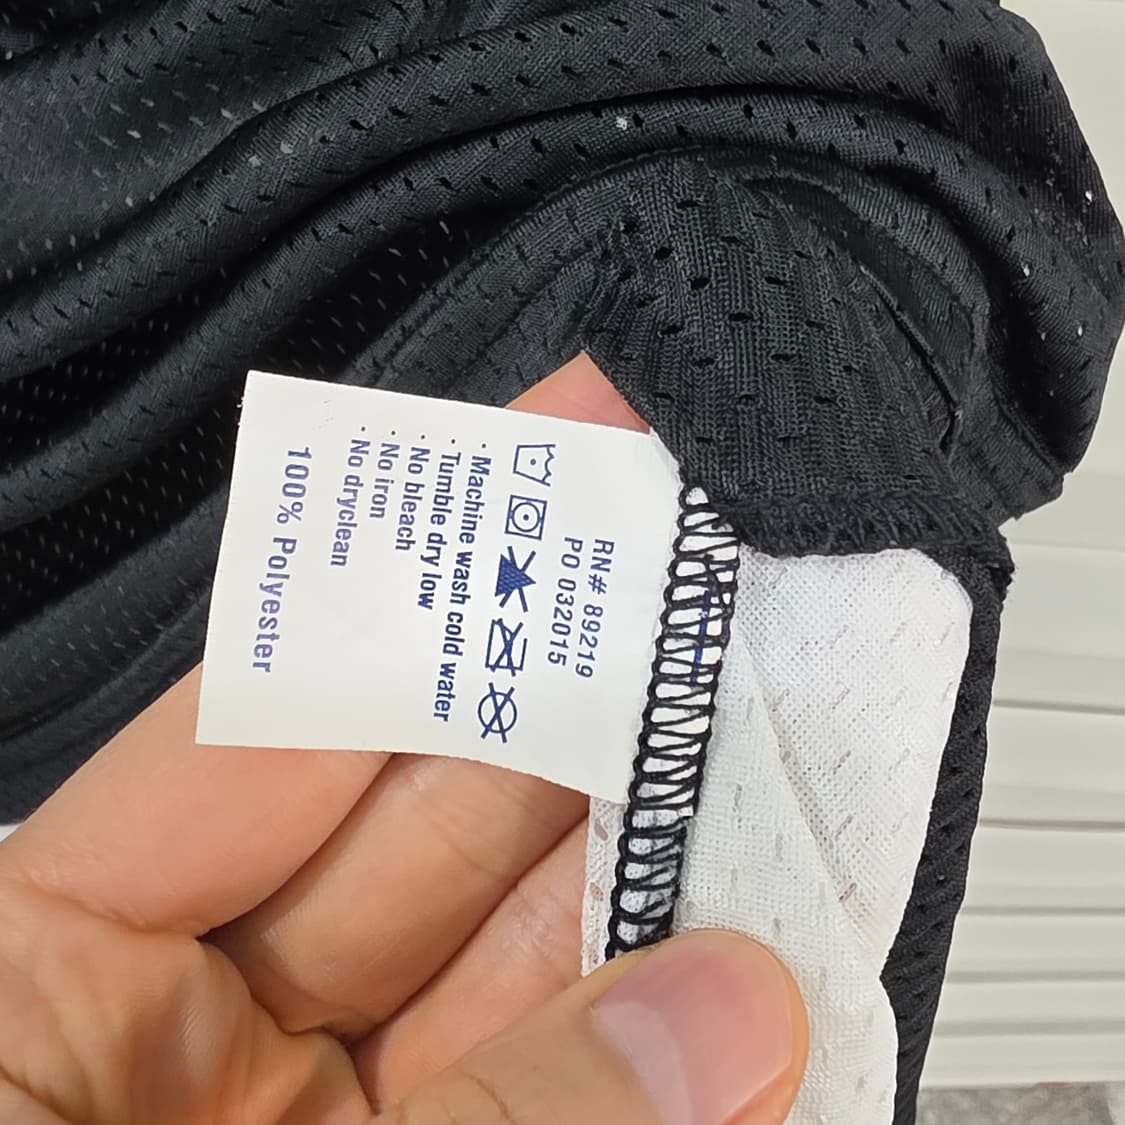 RN# 89219
PO 032015
· Machine wash cold water
· Tumble dry low
· No bleach
· No iron
· No dryclean
100% Polyester